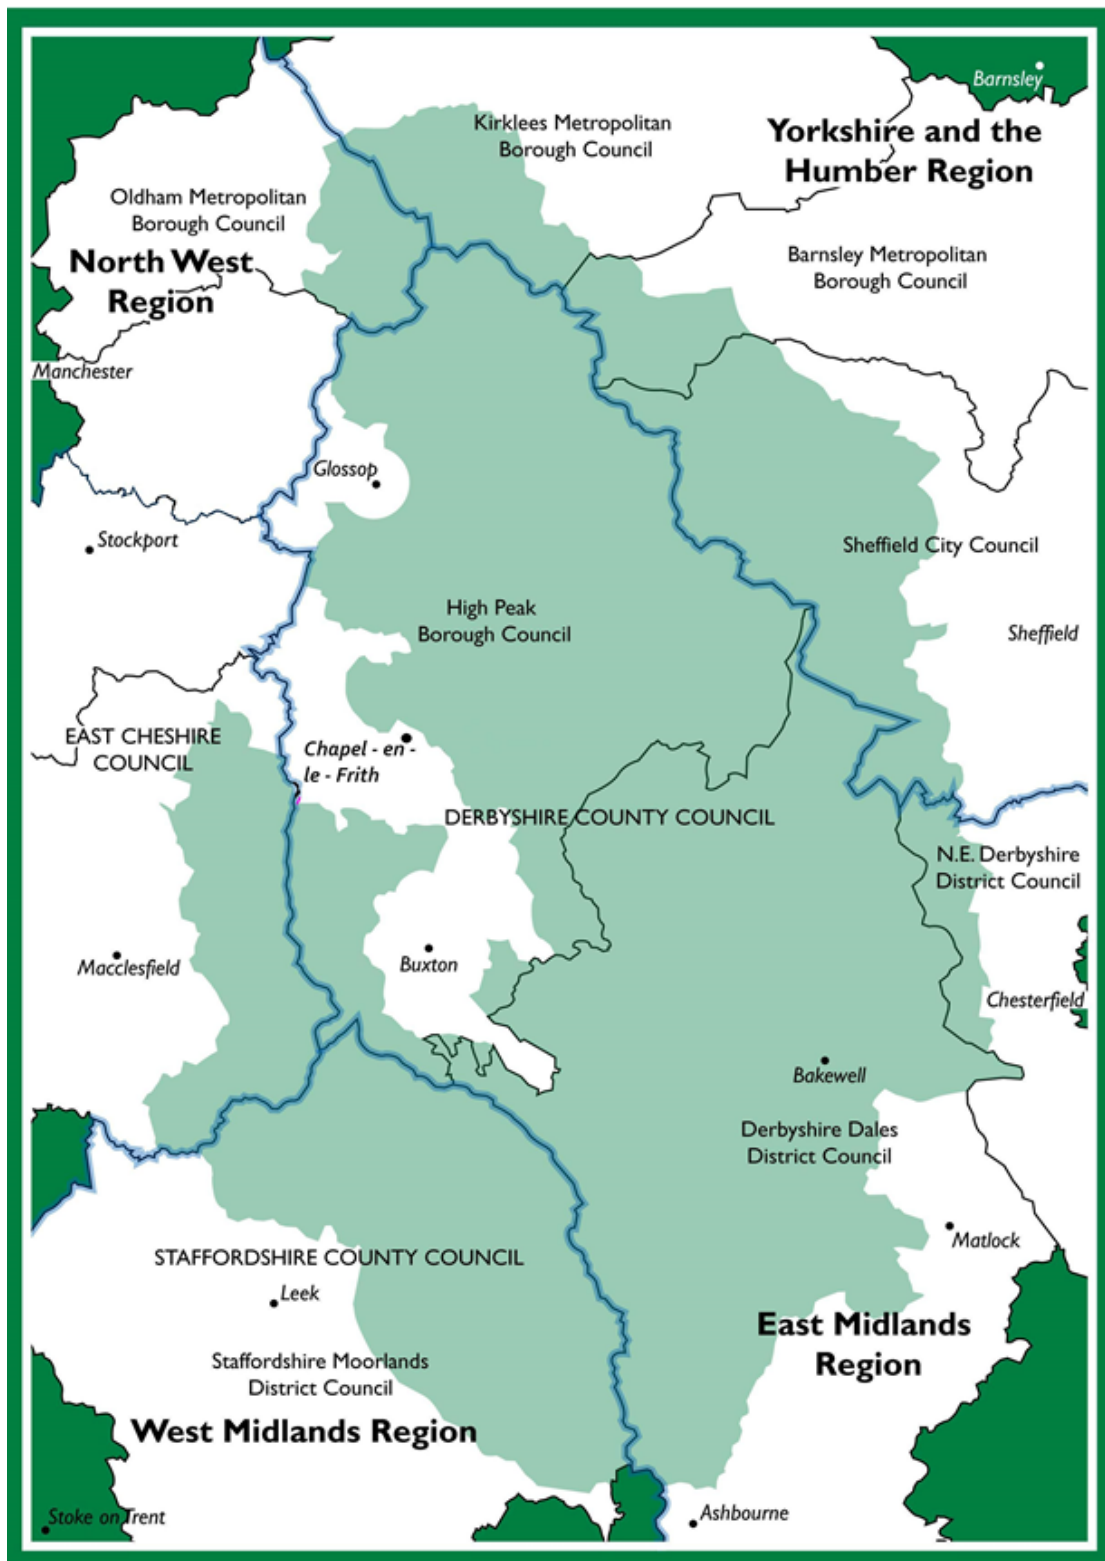 Barnsley
Kirklees Metropolitan
Borough Council
Yorkshire and the
Humber Region
Oldham Metropolitan
Borough Council
North West
Region
Barnsley Metropolitan
Borough Council
Manchester
Glossop
Stockport
Sheffield City Council
High Peak
Borough Council
Sheffield
EAST CHESHIRE
COUNCIL
Chapel - en -
le - Frith
DERBYSHIRE COUNTY COUNCIL
N.E. Derbyshire
District Council
Macclesfield
Buxton
Chesterfield
Bakewell
Derbyshire Dales
District Council
Matlock
STAFFORDSHIRE COUNTY COUNCIL
Leek
East Midlands
Region
Staffordshire Moorlands
District Council
West Midlands Region
Stoke on Trent
Ashbourne